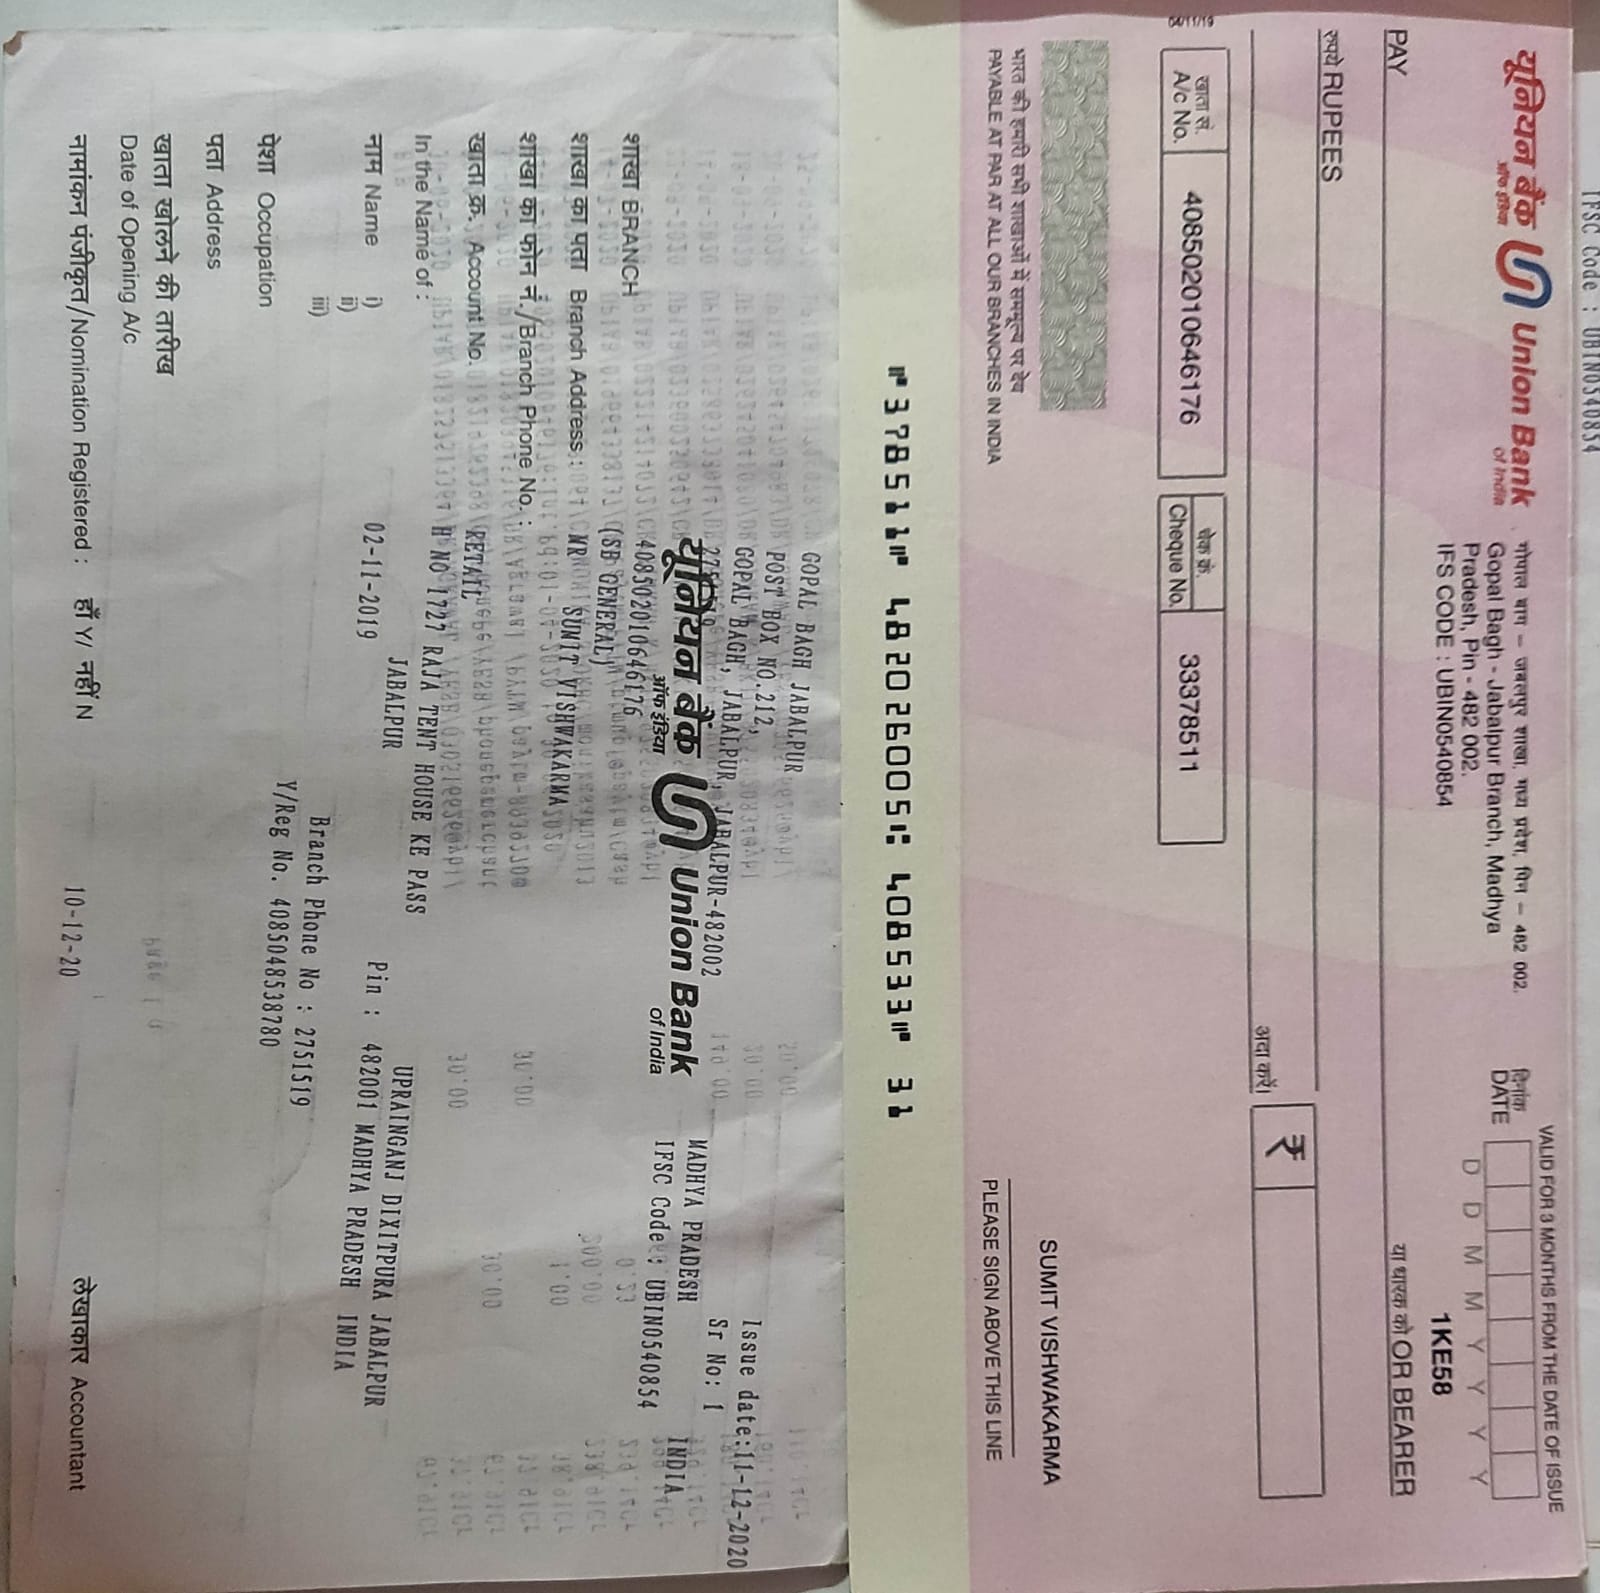 IFSC Code : UBIN0540854
VALID FOR 3 MONTHS FROM THE DATE OF ISSUE
यूनियन बैंक Union Bank
ऑफ इंडिया of India
गोपाल बाग – जबलपुर शाखा, मध्य प्रदेश, पिन – 482 002.
Gopal Bagh - Jabalpur Branch, Madhya
Pradesh, Pin - 482 002.
IFS CODE : UBIN0540854
दिनांक
DATE
D D M M Y Y Y Y
1KE58
PAY
या धारक को OR BEARER
रुपये RUPEES
अदा करें।
₹
खाता सं.
A/c No.
408502010646176
चेक क्रं.
Cheque No.
33378511
04/11/19
SUMIT VISHWAKARMA
भारत की हमारी सभी शाखाओं में सममूल्य पर देय
PAYABLE AT PAR AT ALL OUR BRANCHES IN INDIA
PLEASE SIGN ABOVE THIS LINE
⑈378511⑈ 482026005⑆ 408533⑈ 31
GOPAL BAGH JABALPUR
POST BOX NO.212,
GOPAL BAGH, JABALPUR, JABALPUR-482002
Issue date:11-12-2020
Sr No: 1
MADHYA PRADESH INDIA
IFSC Code : UBIN0540854
यूनियन बैंक Union Bank
ऑफ इंडिया of India
408502010646176
(SB GENERAL)
शाखा BRANCH
शाखा का पता Branch Address :
MR SUMIT VISHWAKARMA
शाखा का फोन नं./Branch Phone No. :
खाता क्र. Account No.
RETAIL
In the Name of :
H NO 1727 RAJA TENT HOUSE KE PASS
UPRAINGANJ DIXITPURA JABALPUR
JABALPUR
Pin : 482001 MADHYA PRADESH INDIA
नाम Name i)
ii)
iii)
02-11-2019
Branch Phone No : 2751519
Y/Reg No. 408504853878​0
पेशा Occupation
पता Address
खाता खोलने की तारीख
Date of Opening A/c
नामांकन पंजीकृत/Nomination Registered : हाँ Y/ नहीं N
10-12-20
लेखाकार Accountant